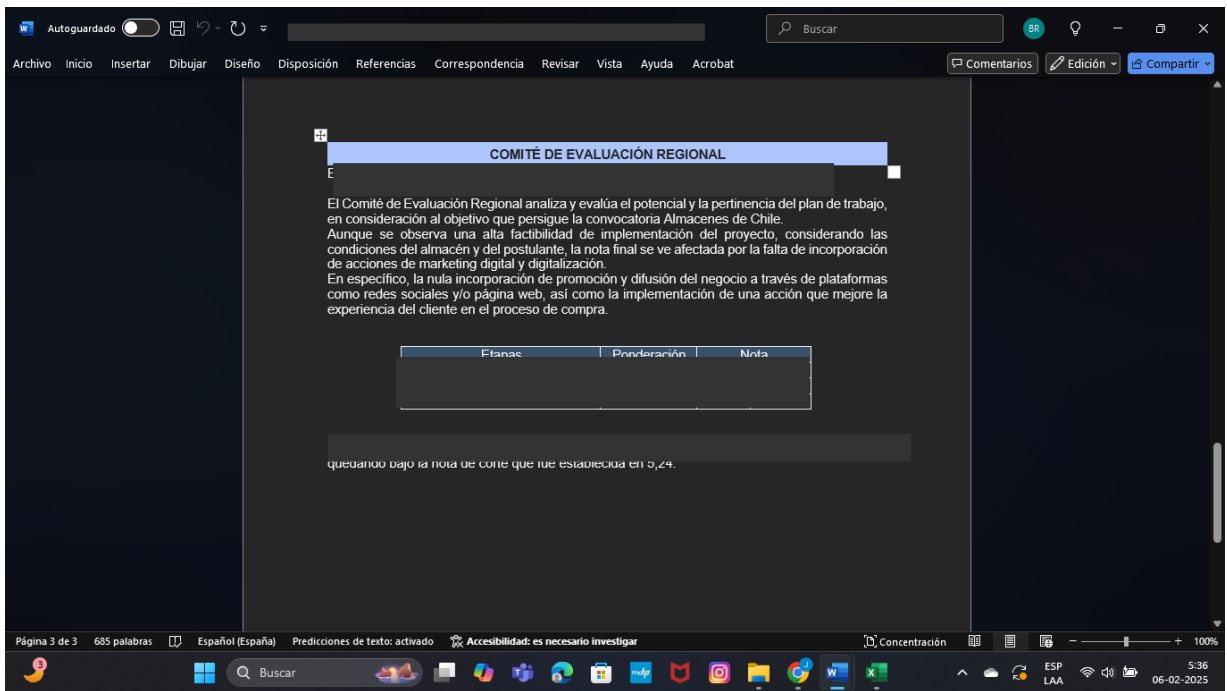 Autoguardado
Buscar
BR
Archivo Inicio Insertar Dibujar Diseño Disposición Referencias Correspondencia Revisar Vista Ayuda Acrobat
Comentarios Edición Compartir
COMITÉ DE EVALUACIÓN REGIONAL
El Comité de Evaluación Regional analiza y evalúa el potencial y la pertinencia del plan de trabajo,
en consideración al objetivo que persigue la convocatoria Almacenes de Chile.
Aunque se observa una alta factibilidad de implementación del proyecto, considerando las
condiciones del almacén y del postulante, la nota final se ve afectada por la falta de incorporación
de acciones de marketing digital y digitalización.
En específico, la nula incorporación de promoción y difusión del negocio a través de plataformas
como redes sociales y/o página web, así como la implementación de una acción que mejore la
experiencia del cliente en el proceso de compra.
Etapas Ponderación Nota
quedando bajo la nota de corte que fue establecida en 5,24.
Página 3 de 3 685 palabras Español (España) Predicciones de texto: activado Accesibilidad: es necesario investigar Concentración 100%
3
Buscar
ESP
LAA
5:36
06-02-2025